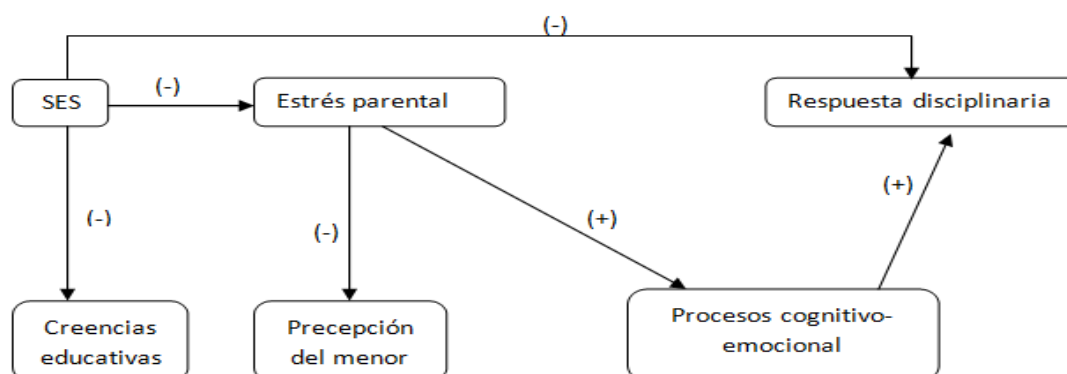 (-)
SES
(-)
Estrés parental
Respuesta disciplinaria
(-)
(-)
(+)
(+)
Creencias
educativas
Precepción
del menor
Procesos cognitivo-
emocional